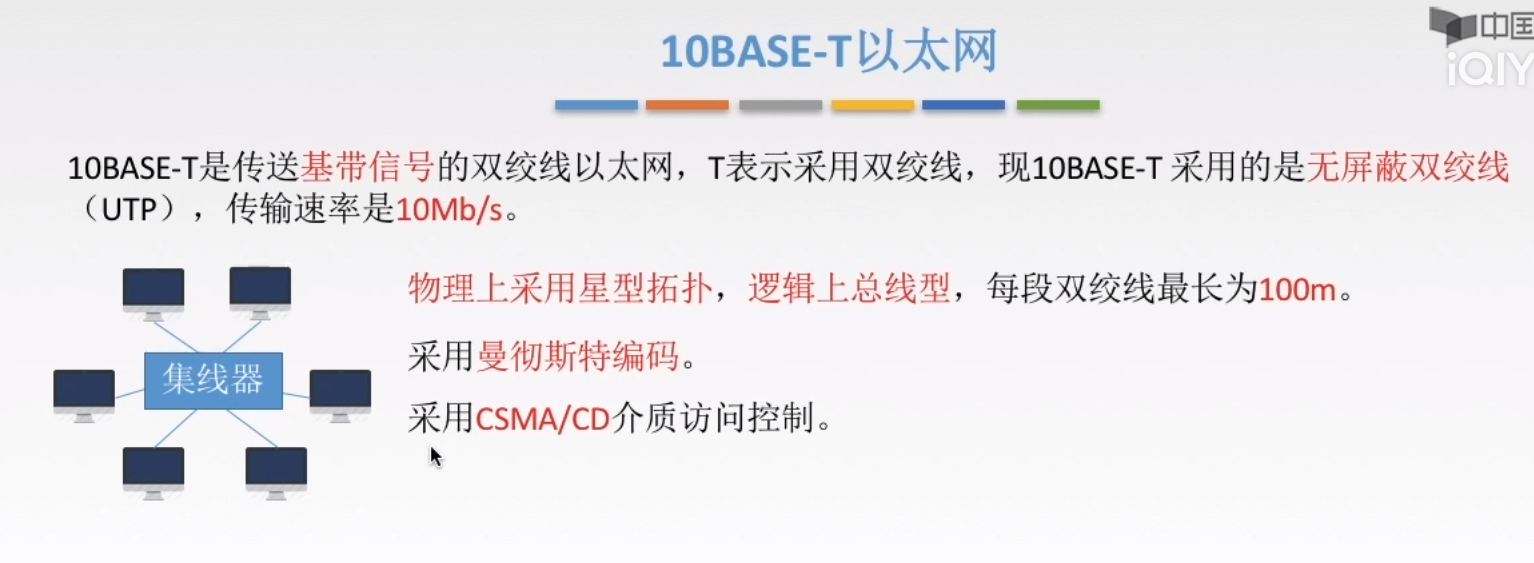 10BASE-T以太网
中国
iQIY
10BASE-T是传送基带信号的双绞线以太网，T表示采用双绞线，现10BASE-T 采用的是无屏蔽双绞线
（UTP），传输速率是10Mb/s。
物理上采用星型拓扑，逻辑上总线型，每段双绞线最长为100m。
采用曼彻斯特编码。
集线器
采用CSMA/CD介质访问控制。